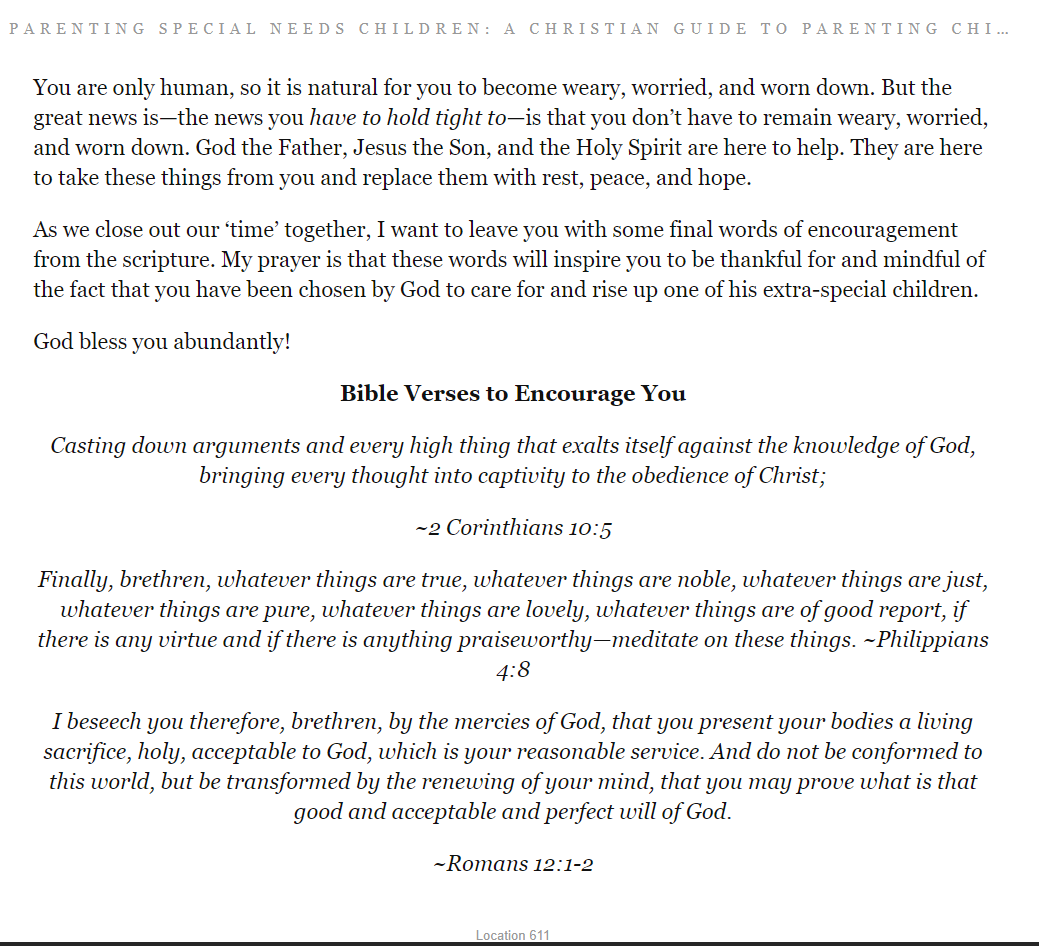 PARENTING SPECIAL NEEDS CHILDREN: A CHRISTIAN GUIDE TO PARENTING CHI…
You are only human, so it is natural for you to become weary, worried, and worn down. But the
great news is—the news you have to hold tight to—is that you don’t have to remain weary, worried,
and worn down. God the Father, Jesus the Son, and the Holy Spirit are here to help. They are here
to take these things from you and replace them with rest, peace, and hope.
As we close out our ‘time’ together, I want to leave you with some final words of encouragement
from the scripture. My prayer is that these words will inspire you to be thankful for and mindful of
the fact that you have been chosen by God to care for and rise up one of his extra-special children.
God bless you abundantly!
Bible Verses to Encourage You
Casting down arguments and every high thing that exalts itself against the knowledge of God,
bringing every thought into captivity to the obedience of Christ;
~2 Corinthians 10:5
Finally, brethren, whatever things are true, whatever things are noble, whatever things are just,
whatever things are pure, whatever things are lovely, whatever things are of good report, if
there is any virtue and if there is anything praiseworthy—meditate on these things. ~Philippians
4:8
I beseech you therefore, brethren, by the mercies of God, that you present your bodies a living
sacrifice, holy, acceptable to God, which is your reasonable service. And do not be conformed to
this world, but be transformed by the renewing of your mind, that you may prove what is that
good and acceptable and perfect will of God.
~Romans 12:1-2
Location 611